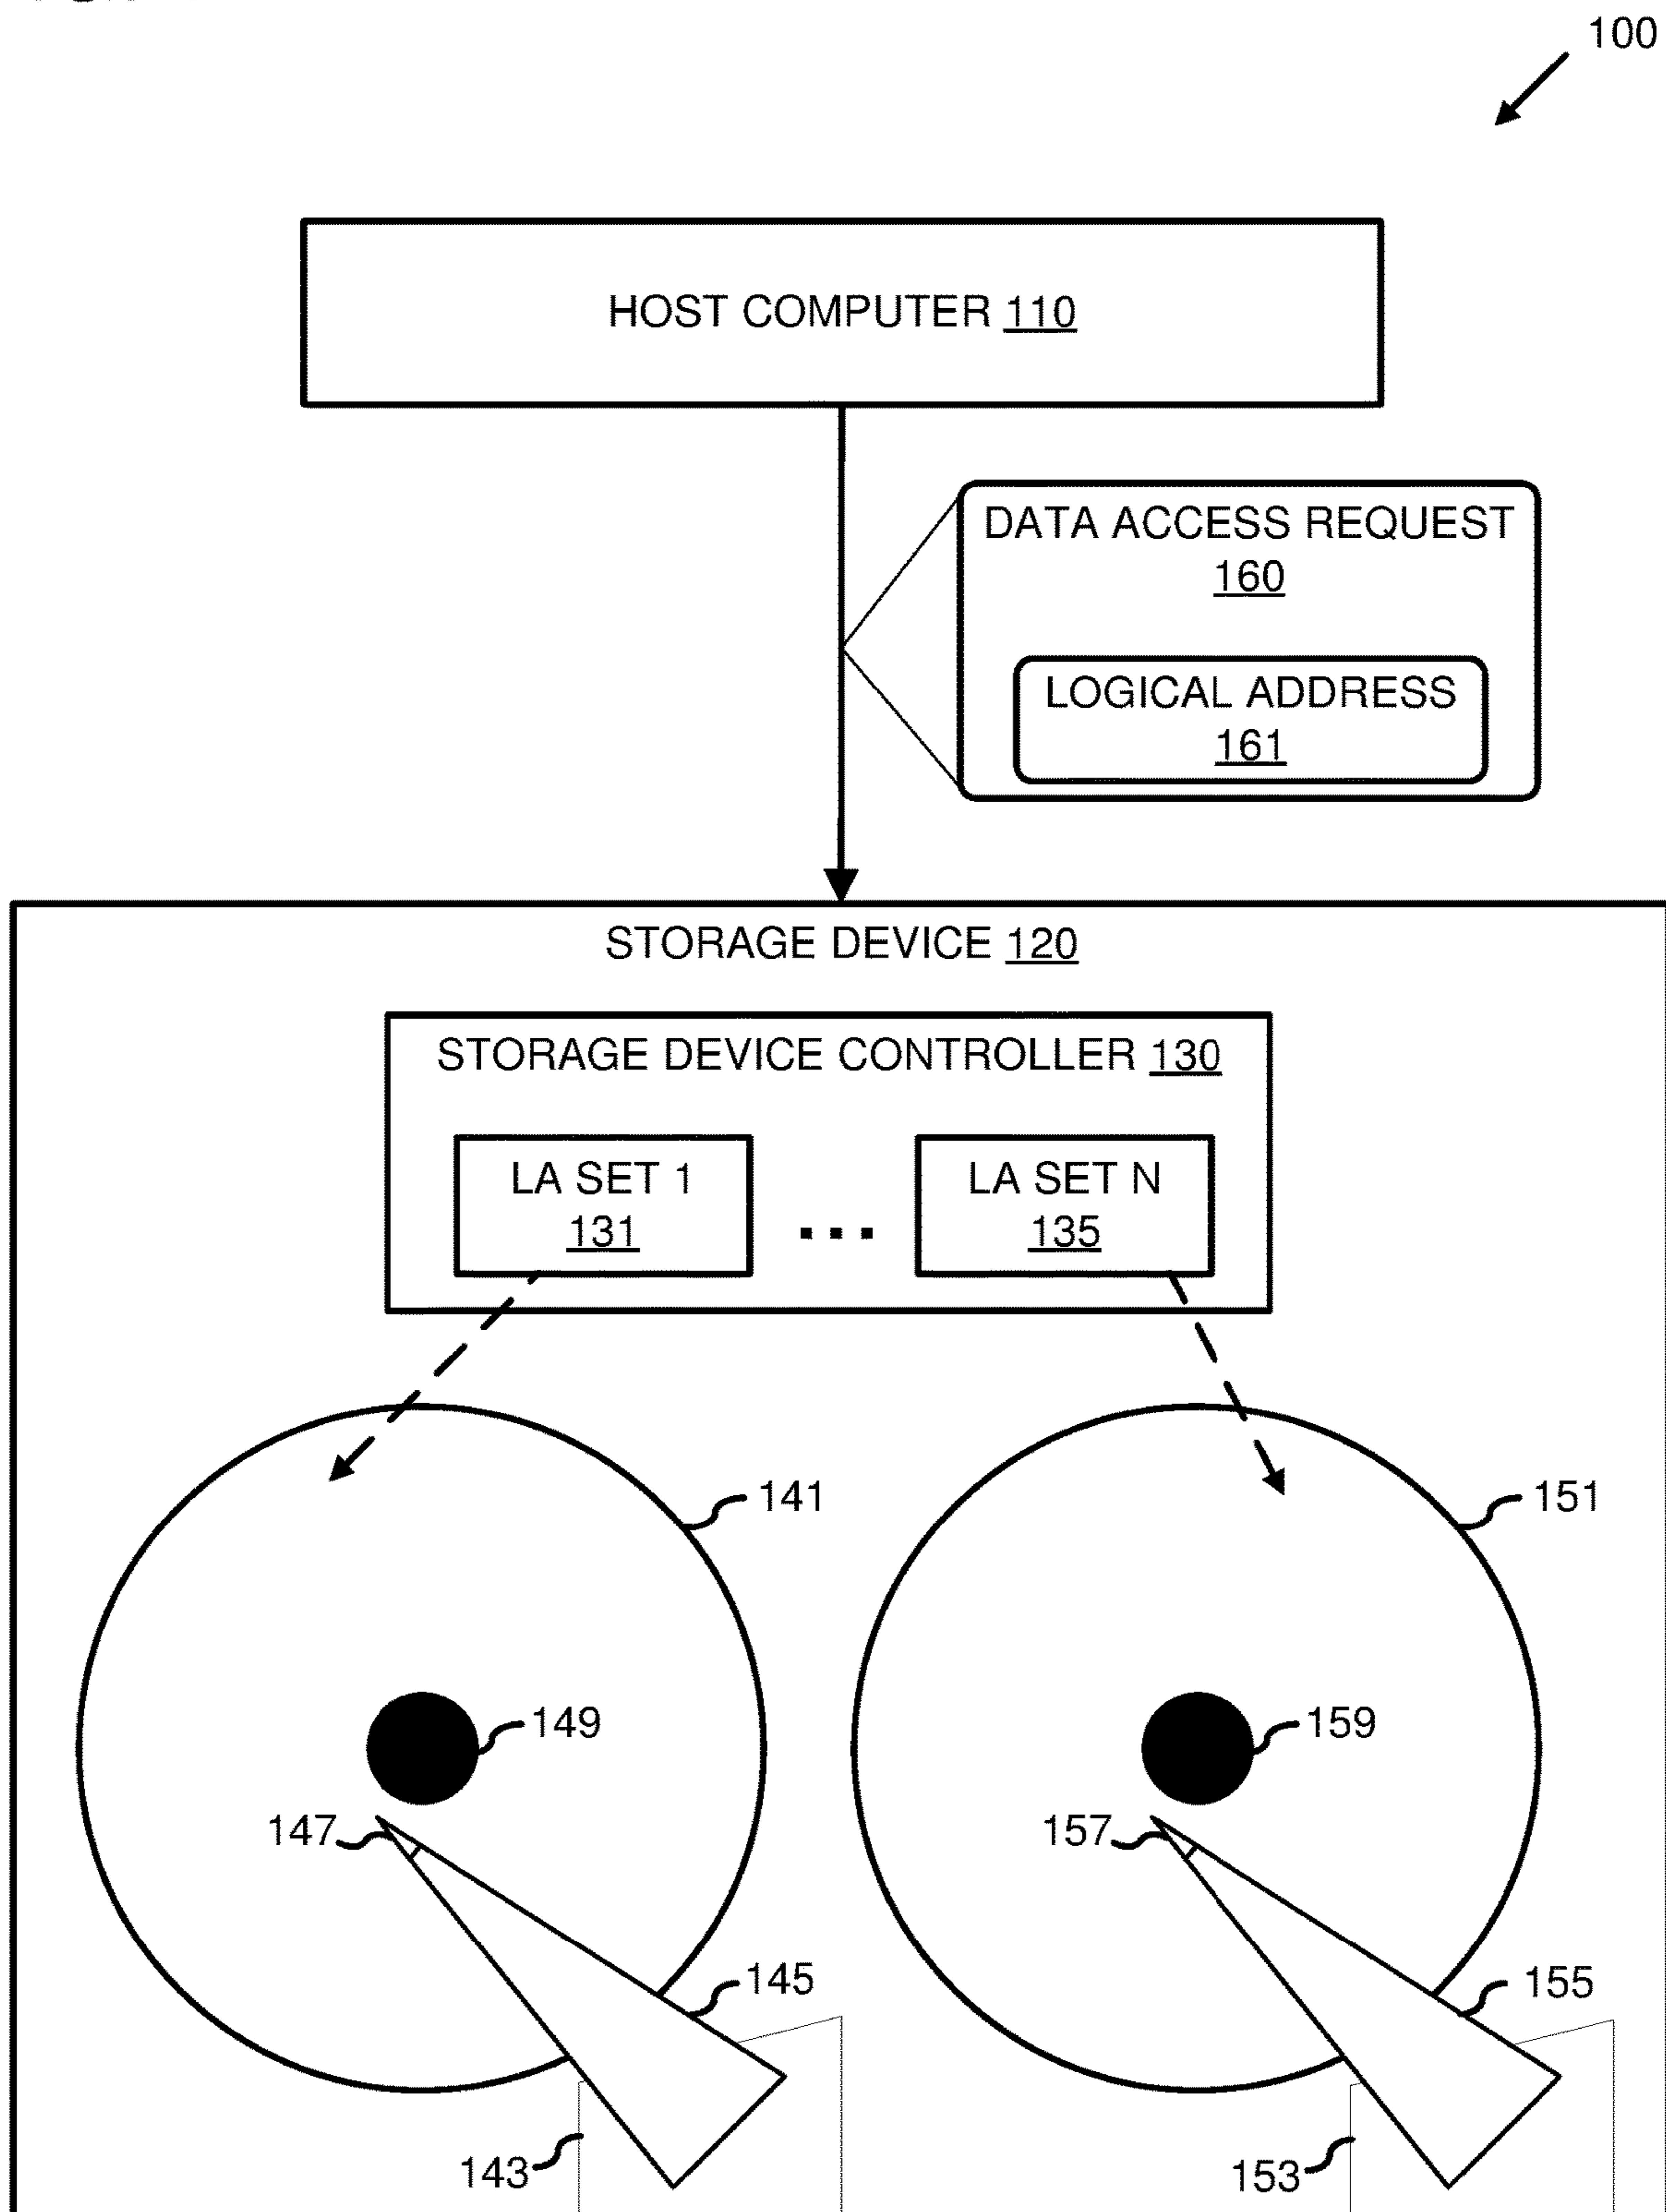 100
HOST COMPUTER 110
DATA ACCESS REQUEST
160
LOGICAL ADDRESS
161
STORAGE DEVICE 120
STORAGE DEVICE CONTROLLER 130
LA SET 1
131
...
LA SET N
135
141
151
149
159
147
157
145
155
143
153